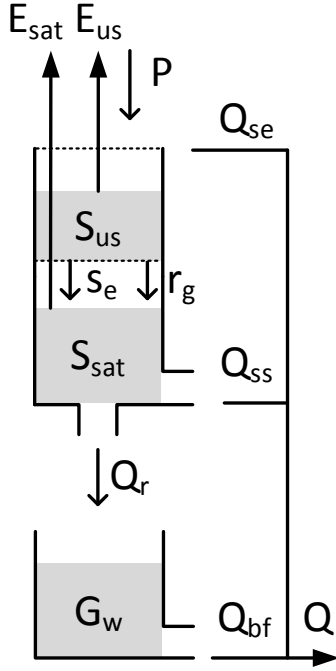 E_sat E_us
P
Q_se
S_us
s_e r_g
S_sat
Q_ss
Q_r
G_w
Q_bf Q